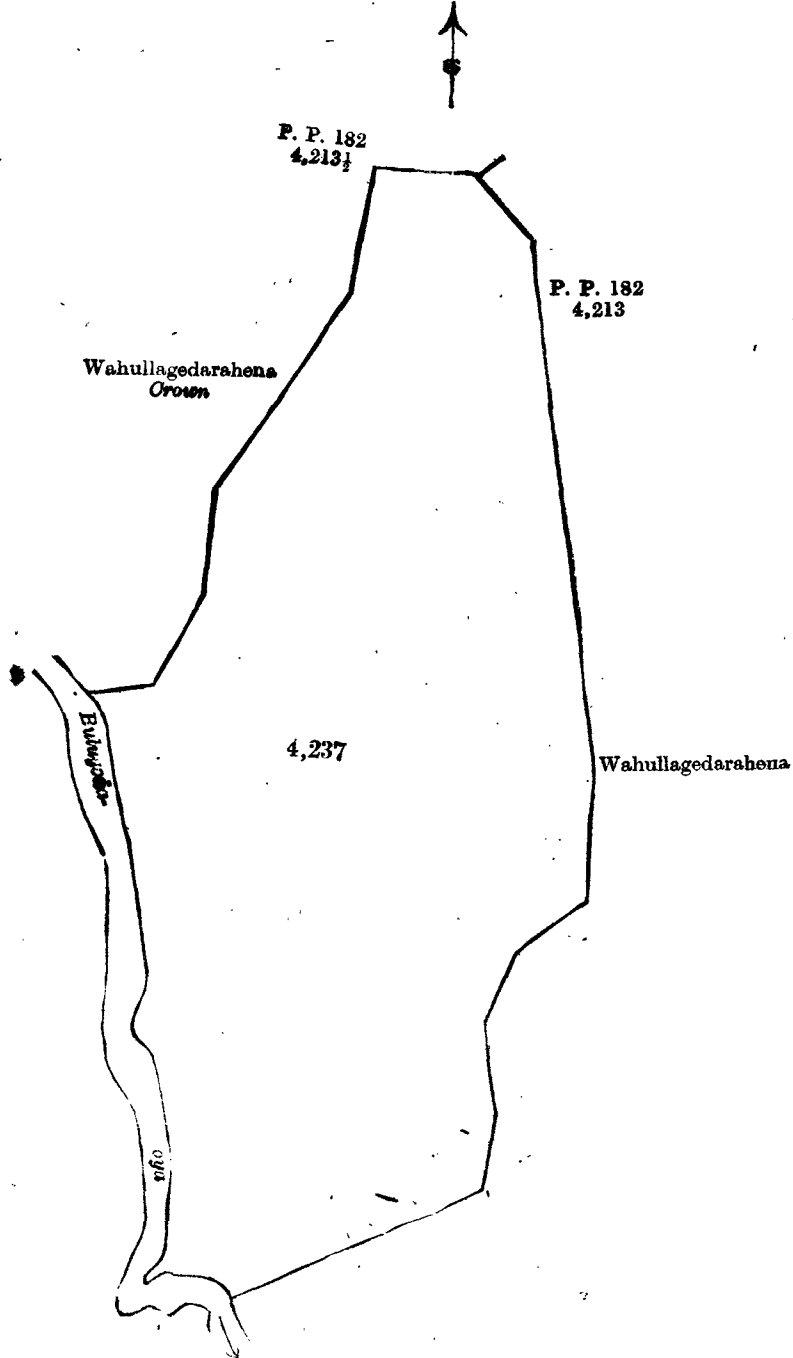 P. P. 182
4,213½
P. P. 182
4,213
Wahullagedarahena
Crown
4,237
Wahullagedarahena
oya